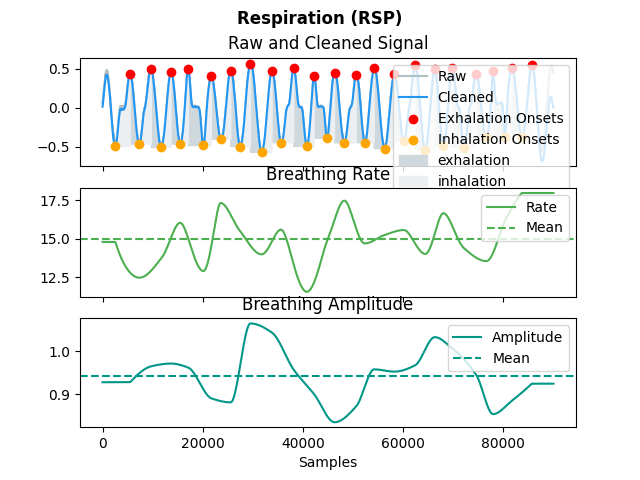 Respiration (RSP)
Raw and Cleaned Signal
0.5
0.0
−0.5
Raw
Cleaned
Exhalation Onsets
Inhalation Onsets
exhalation
inhalation
Breathing Rate
17.5
15.0
12.5
Rate
Mean
Breathing Amplitude
1.0
0.9
Amplitude
Mean
0 20000 40000 60000 80000
Samples